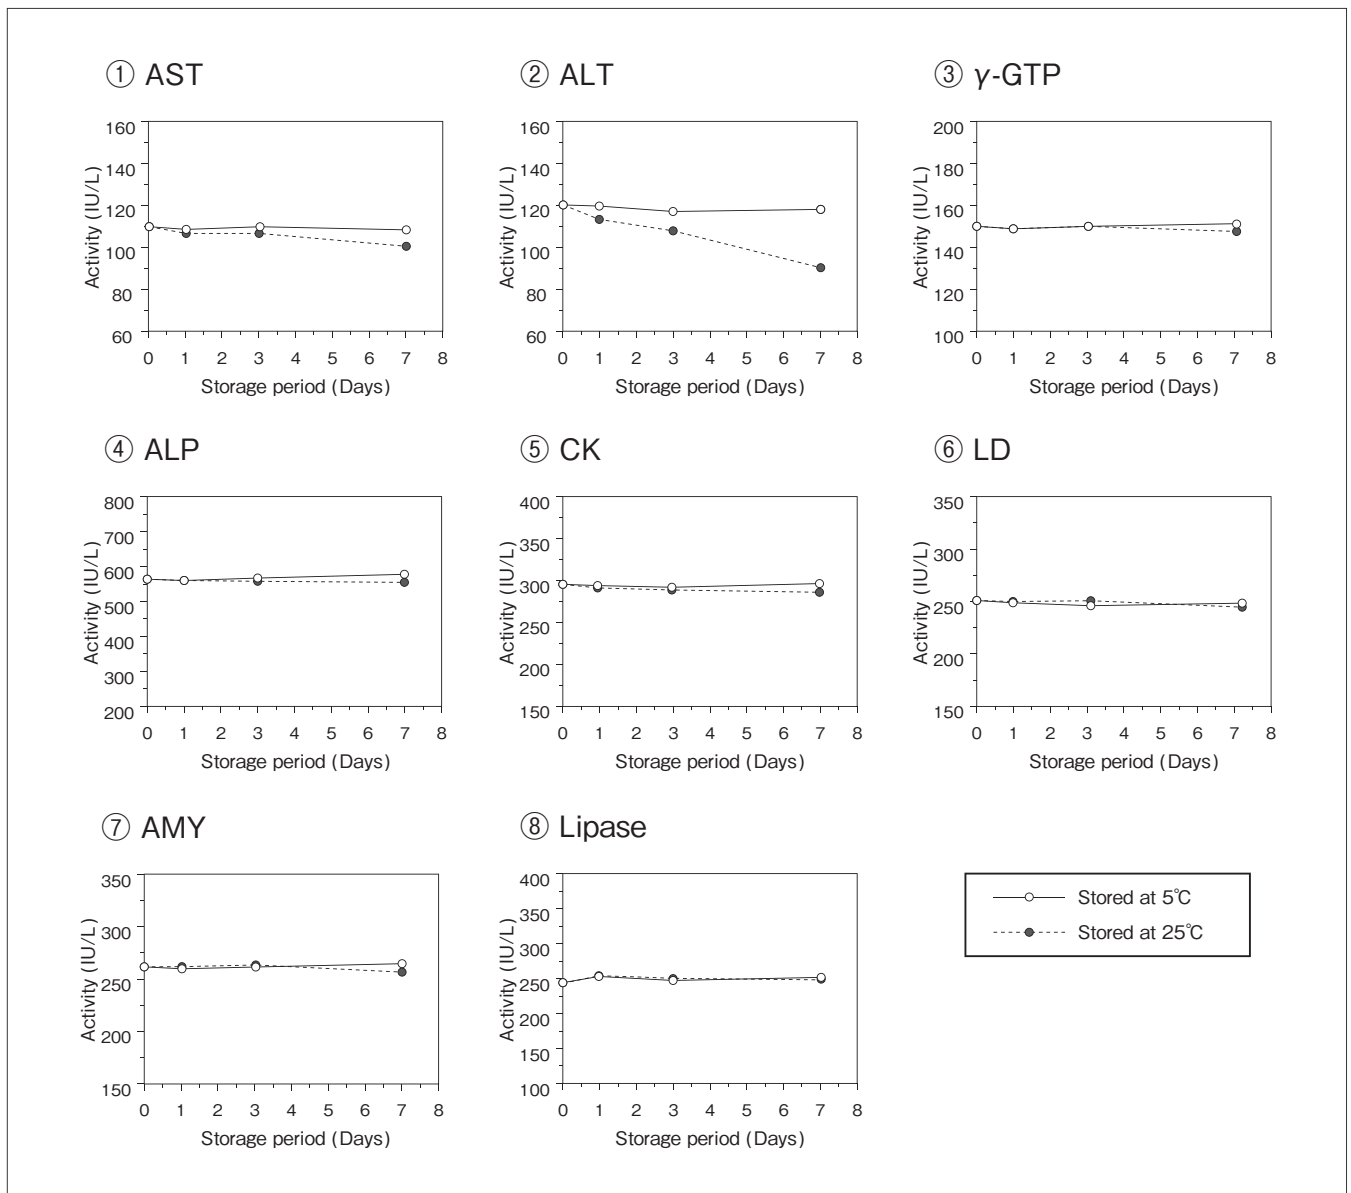 ① AST
160
140
120
100
80
60
Activity (IU/L)
0 1 2 3 4 5 6 7 8
Storage period (Days)
② ALT
160
140
120
100
80
60
Activity (IU/L)
0 1 2 3 4 5 6 7 8
Storage period (Days)
③ γ-GTP
200
180
160
140
120
100
Activity (IU/L)
0 1 2 3 4 5 6 7 8
Storage period (Days)
④ ALP
800
700
600
500
400
300
200
Activity (IU/L)
0 1 2 3 4 5 6 7 8
Storage period (Days)
⑤ CK
400
350
300
250
200
150
Activity (IU/L)
0 1 2 3 4 5 6 7 8
Storage period (Days)
⑥ LD
350
300
250
200
150
Activity (IU/L)
0 1 2 3 4 5 6 7 8
Storage period (Days)
⑦ AMY
350
300
250
200
150
Activity (IU/L)
0 1 2 3 4 5 6 7 8
Storage period (Days)
⑧ Lipase
400
350
300
250
200
150
100
Activity (IU/L)
0 1 2 3 4 5 6 7 8
Storage period (Days)
Stored at 5℃
Stored at 25℃